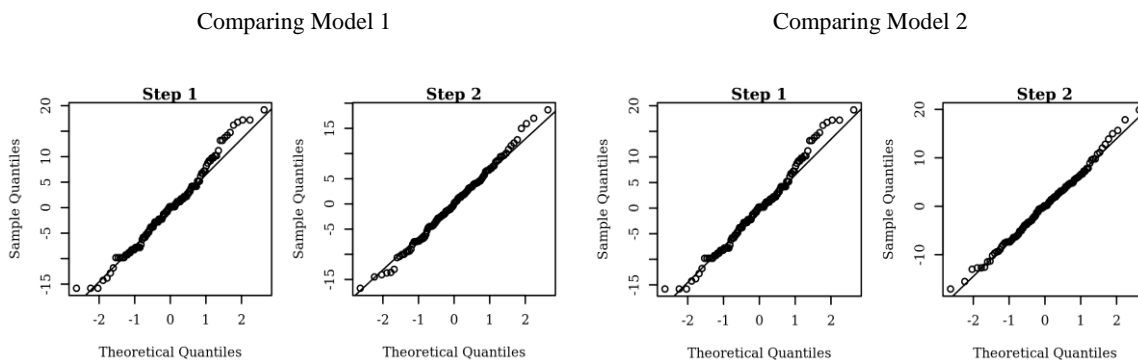 Comparing Model 1
Comparing Model 2
Step 1
Sample Quantiles
20
10
5
0
-5
-15
-2 -1 0 1 2
Theoretical Quantiles
Step 2
Sample Quantiles
15
5
0
-5
-15
-2 -1 0 1 2
Theoretical Quantiles
Step 1
Sample Quantiles
20
10
5
0
-5
-15
-2 -1 0 1 2
Theoretical Quantiles
Step 2
Sample Quantiles
20
10
0
-10
-2 -1 0 1 2
Theoretical Quantiles